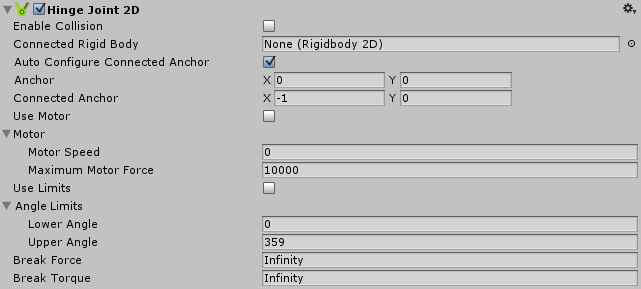 Hinge Joint 2D
Enable Collision
Connected Rigid Body None (Rigidbody 2D)
Auto Configure Connected Anchor
Anchor X 0 Y 0
Connected Anchor X -1 Y 0
Use Motor
Motor
Motor Speed 0
Maximum Motor Force 10000
Use Limits
Angle Limits
Lower Angle 0
Upper Angle 359
Break Force Infinity
Break Torque Infinity